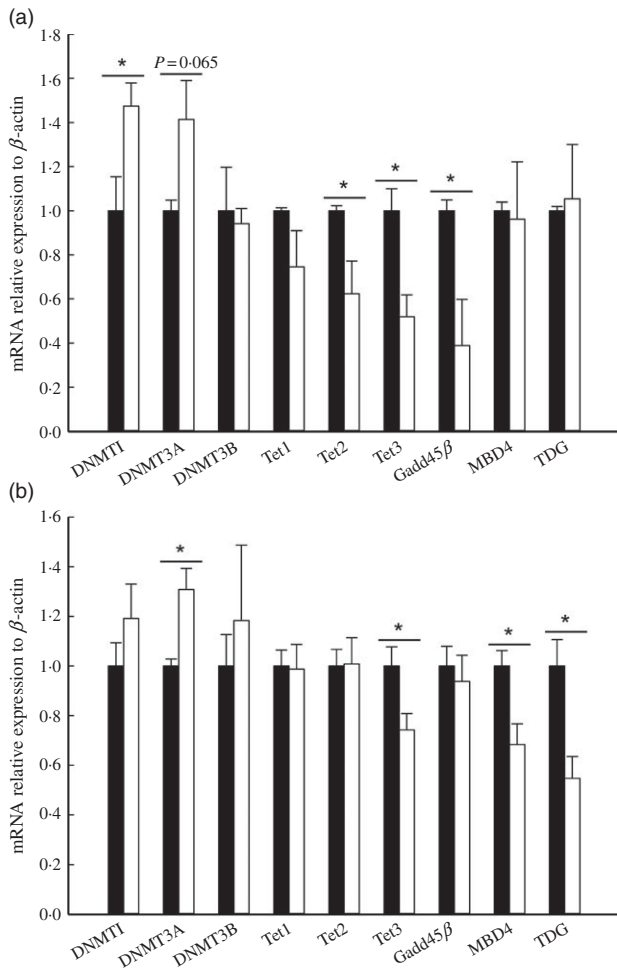 (a)
1·8
1·6
1·4
1·2
1·0
0·8
0·6
0·4
0·2
0·0
mRNA relative expression to β-actin
*
P = 0·065
*
*
*
DNMTI
DNMT3A
DNMT3B
Tet1
Tet2
Tet3
Gadd45β
MBD4
TDG
(b)
1·6
1·4
1·2
1·0
0·8
0·6
0·4
0·2
0·0
mRNA relative expression to β-actin
*
*
*
*
DNMTI
DNMT3A
DNMT3B
Tet1
Tet2
Tet3
Gadd45β
MBD4
TDG